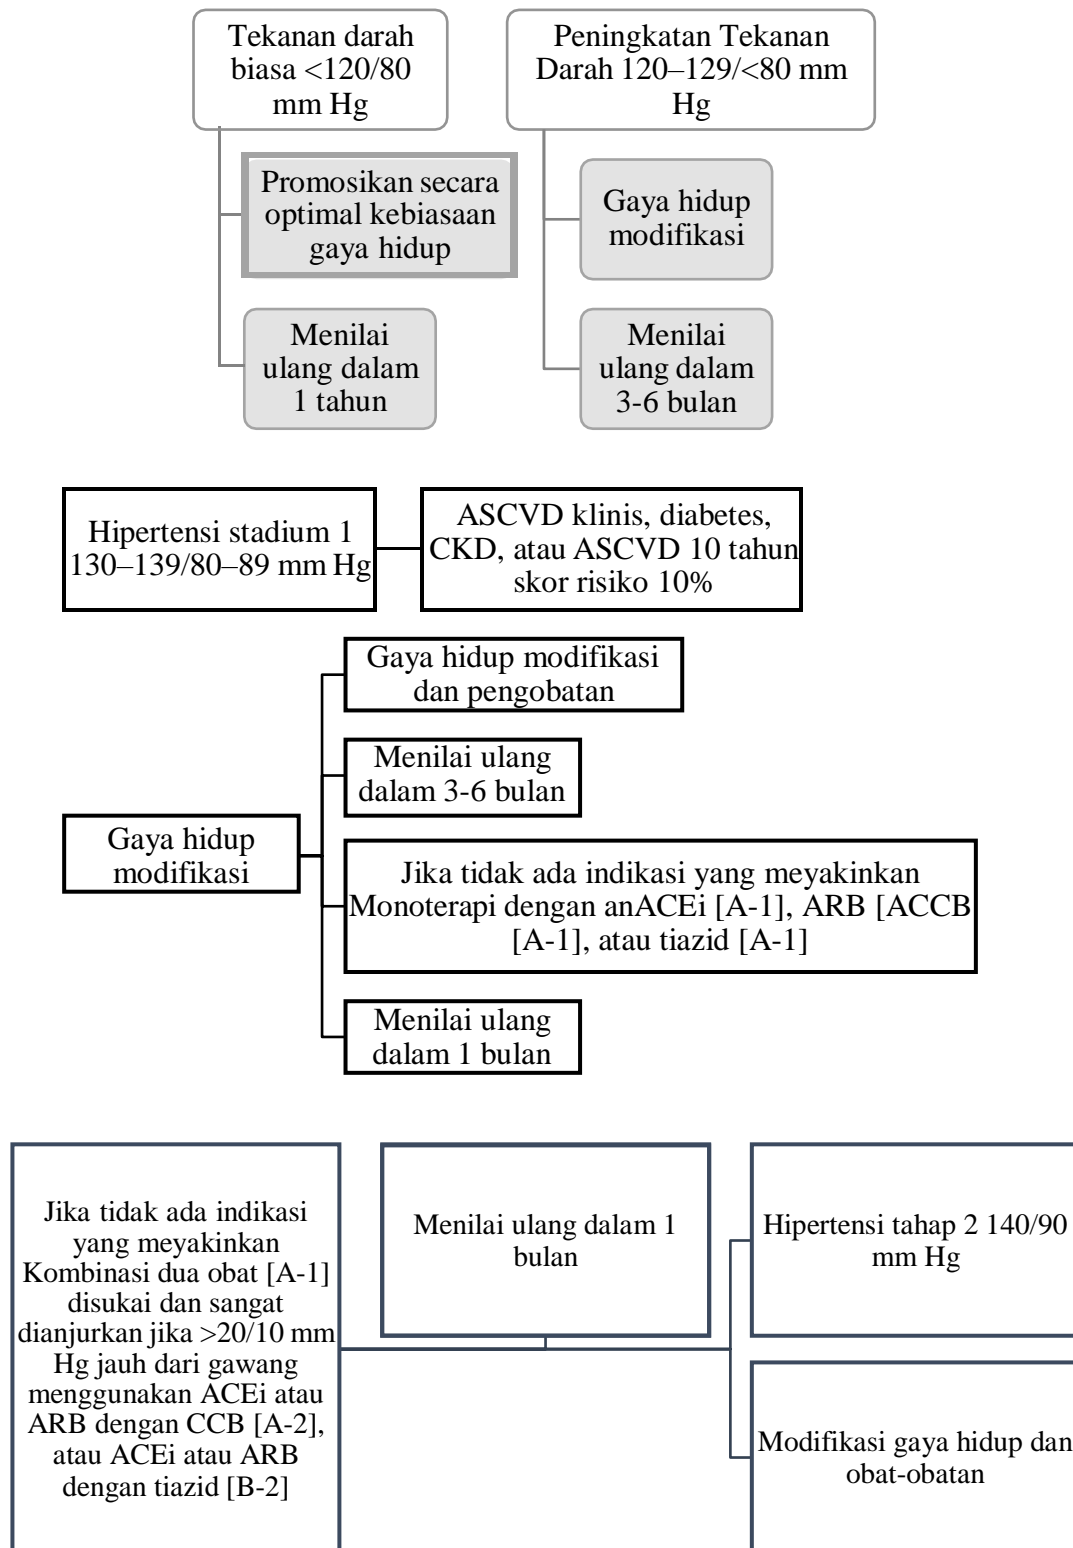 Tekanan darah
biasa <120/80
mm Hg
Peningkatan Tekanan
Darah 120–129/<80 mm
Hg
Promosikan secara
optimal kebiasaan
gaya hidup
Gaya hidup
modifikasi
Menilai
ulang dalam
1 tahun
Menilai
ulang dalam
3-6 bulan
Hipertensi stadium 1
130–139/80–89 mm Hg
ASCVD klinis, diabetes,
CKD, atau ASCVD 10 tahun
skor risiko 10%
Gaya hidup modifikasi
dan pengobatan
Menilai ulang
dalam 3-6 bulan
Gaya hidup
modifikasi
Jika tidak ada indikasi yang meyakinkan
Monoterapi dengan anACEi [A-1], ARB [ACCB
[A-1], atau tiazid [A-1]
Menilai ulang
dalam 1 bulan
Jika tidak ada indikasi
yang meyakinkan
Kombinasi dua obat [A-1]
disukai dan sangat
dianjurkan jika >20/10 mm
Hg jauh dari gawang
menggunakan ACEi atau
ARB dengan CCB [A-2],
atau ACEi atau ARB
dengan tiazid [B-2]
Menilai ulang dalam 1
bulan
Hipertensi tahap 2 140/90
mm Hg
Modifikasi gaya hidup dan
obat-obatan